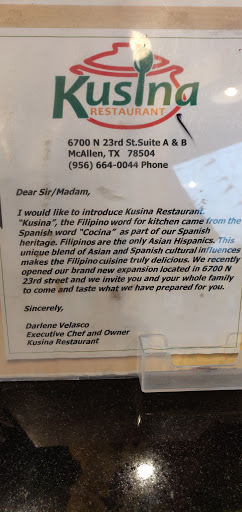 Kusina
RESTAURANT
6700 N 23rd St.Suite A & B
McAllen, TX 78504
(956) 664-0044 Phone
Dear Sir/Madam,
I would like to introduce Kusina Restaurant.
"Kusina", the Filipino word for kitchen came from the
Spanish word "Cocina" as part of our Spanish
heritage. Filipinos are the only Asian Hispanics. This
unique blend of Asian and Spanish cultural influences
makes the Filipino cuisine truly delicious. We recently
opened our brand new expansion located in 6700 N
23rd street and we invite you and your whole family
to come and taste what we have prepared for you.
Sincerely,
Darlene Velasco
Executive Chef and Owner
Kusina Restaurant